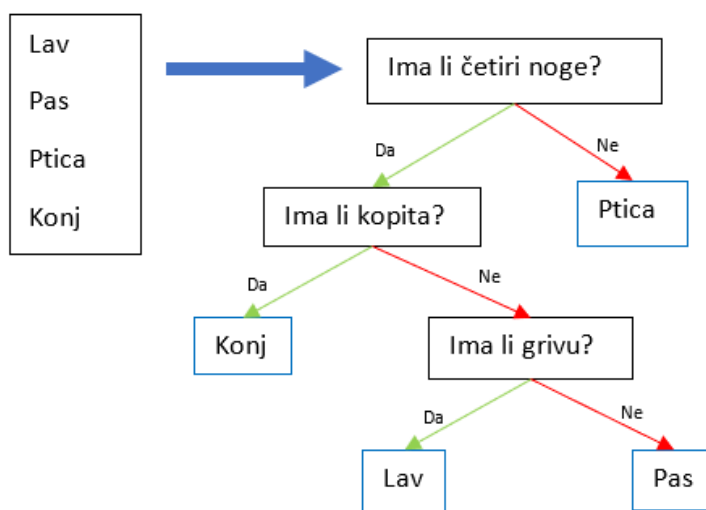 Lav
Pas
Ptica
Konj
Ima li četiri noge?
Da
Ne
Ima li kopita?
Ptica
Da
Ne
Konj
Ima li grivu?
Da
Ne
Lav
Pas